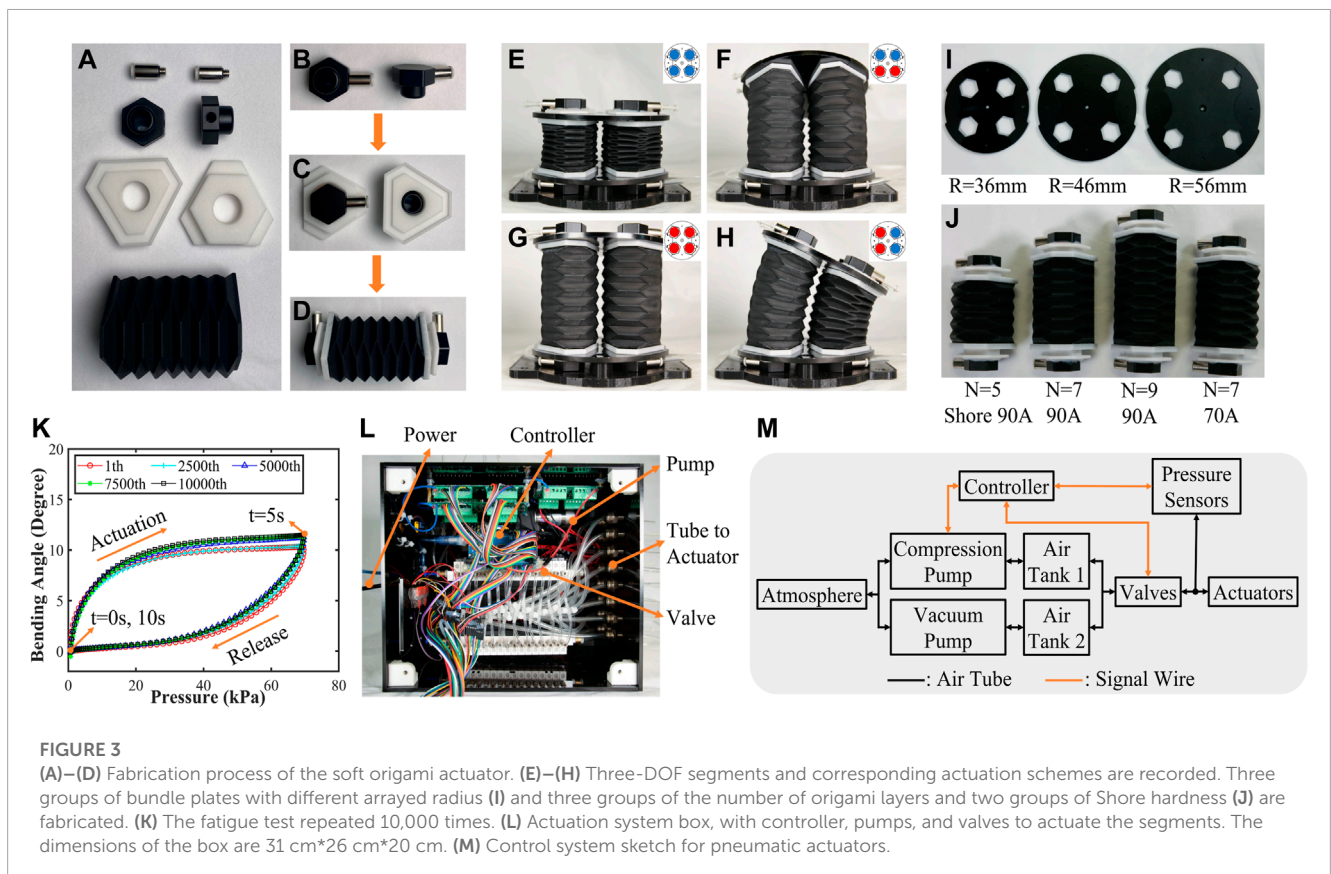 A
B
C
D
E
F
G
H
I
R=36mm
R=46mm
R=56mm
J
N=5
N=7
N=9
N=7
Shore 90A
90A
90A
70A
K
20
15
10
5
0
0
20
40
60
80
Bending Angle (Degree)
Pressure (kPa)
1th
2500th
5000th
7500th
10000th
Actuation
t=5s
t=0s, 10s
Release
L
Power
Controller
Pump
Tube to
Actuator
Valve
M
Controller
Pressure
Sensors
Compression
Pump
Air
Tank 1
Atmosphere
Valves
Actuators
Vacuum
Pump
Air
Tank 2
: Air Tube
: Signal Wire
FIGURE 3
(A)–(D) Fabrication process of the soft origami actuator. (E)–(H) Three-DOF segments and corresponding actuation schemes are recorded. Three
groups of bundle plates with different arrayed radius (I) and three groups of the number of origami layers and two groups of Shore hardness (J) are
fabricated. (K) The fatigue test repeated 10,000 times. (L) Actuation system box, with controller, pumps, and valves to actuate the segments. The
dimensions of the box are 31 cm*26 cm*20 cm. (M) Control system sketch for pneumatic actuators.